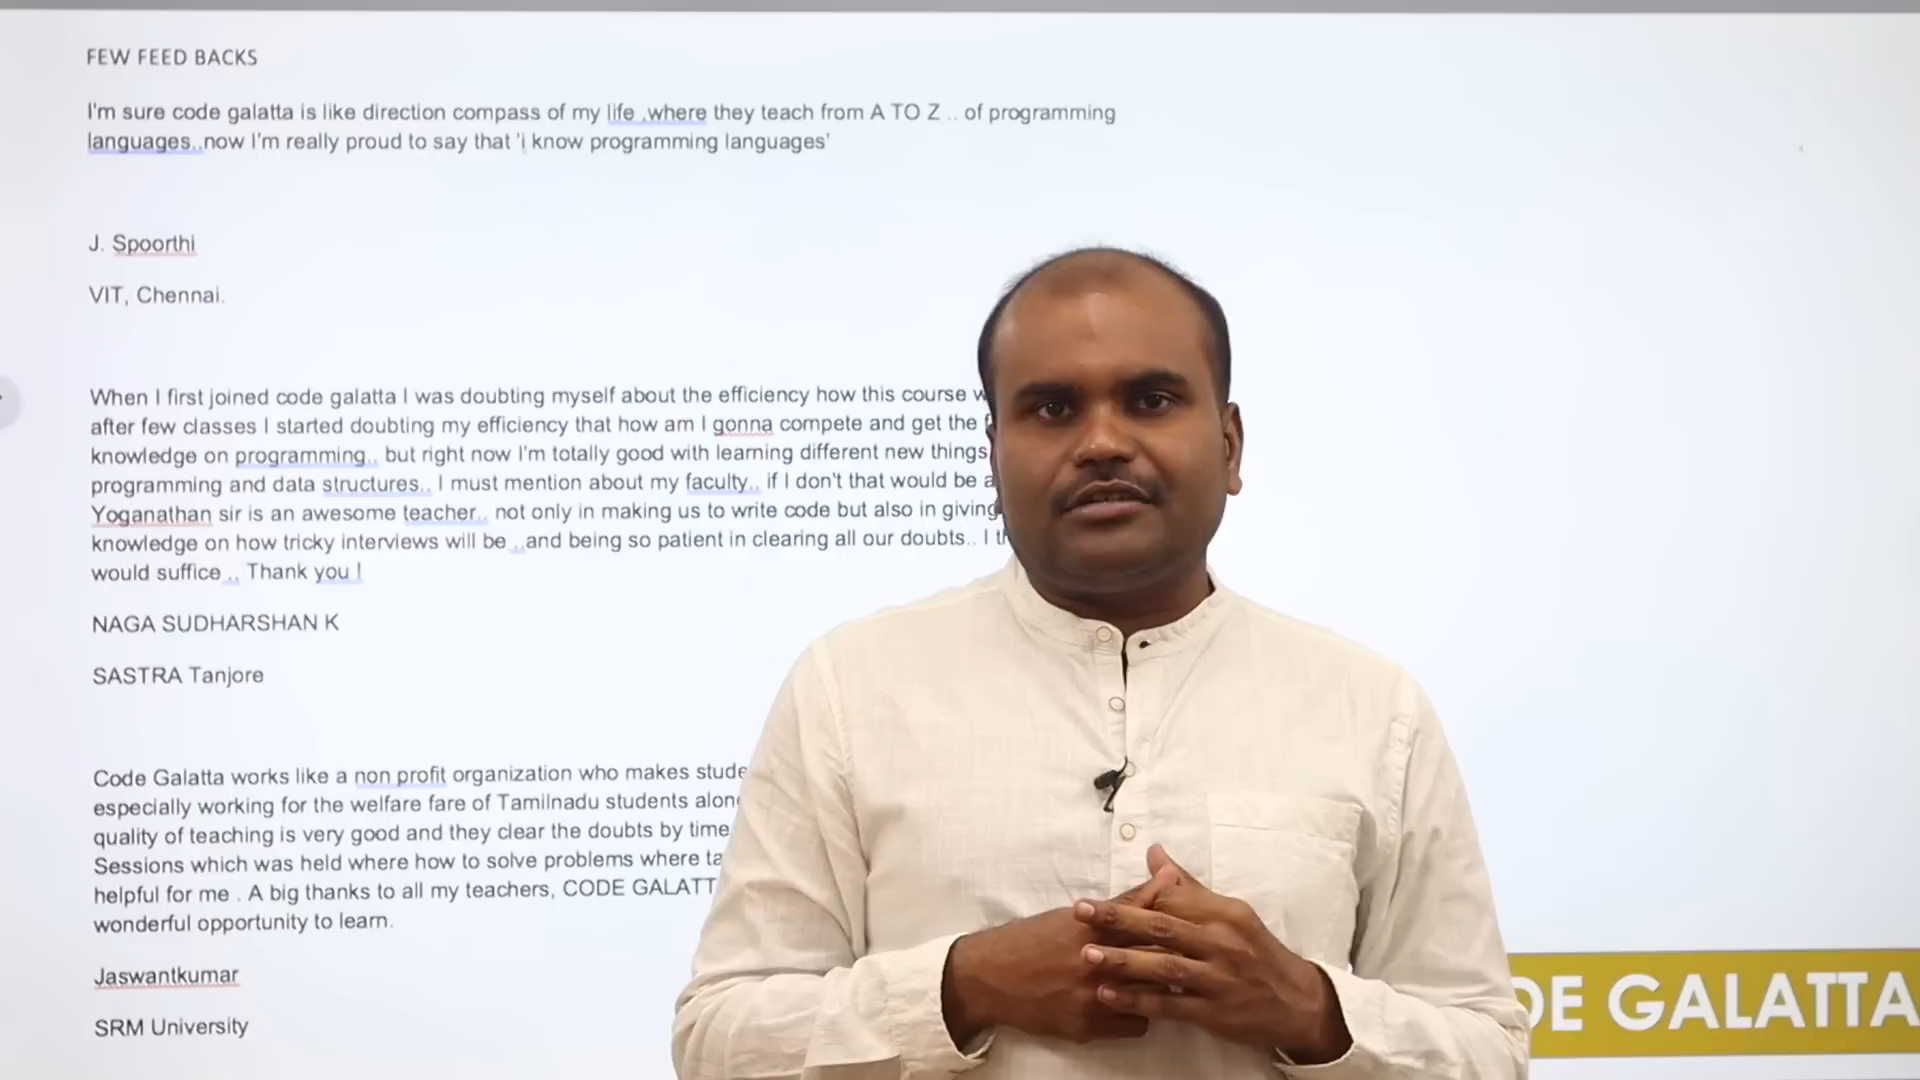 FEW FEED BACKS
I'm sure code galatta is like direction compass of my life ,where they teach from A TO Z .. of programming
languages..now I'm really proud to say that 'i know programming languages'
J. Spoorthi
VIT, Chennai.
When I first joined code galatta I was doubting myself about the efficiency how this course
after few classes I started doubting my efficiency that how am I gonna compete and get the
knowledge on programming.. but right now I'm totally good with learning different new things
programming and data structures.. I must mention about my faculty.. if I don't that would be a
Yoganathan sir is an awesome teacher.. not only in making us to write code but also in giving
knowledge on how tricky interviews will be ..and being so patient in clearing all our doubts.. I
would suffice .. Thank you !
NAGA SUDHARSHAN K
SASTRA Tanjore
Code Galatta works like a non profit organization who makes
especially working for the welfare fare of Tamilnadu students
quality of teaching is very good and they clear the doubts by time
Sessions which was held where how to solve problems where
helpful for me . A big thanks to all my teachers, CODE
wonderful opportunity to learn.
Jaswantkumar
SRM University
GALATTA